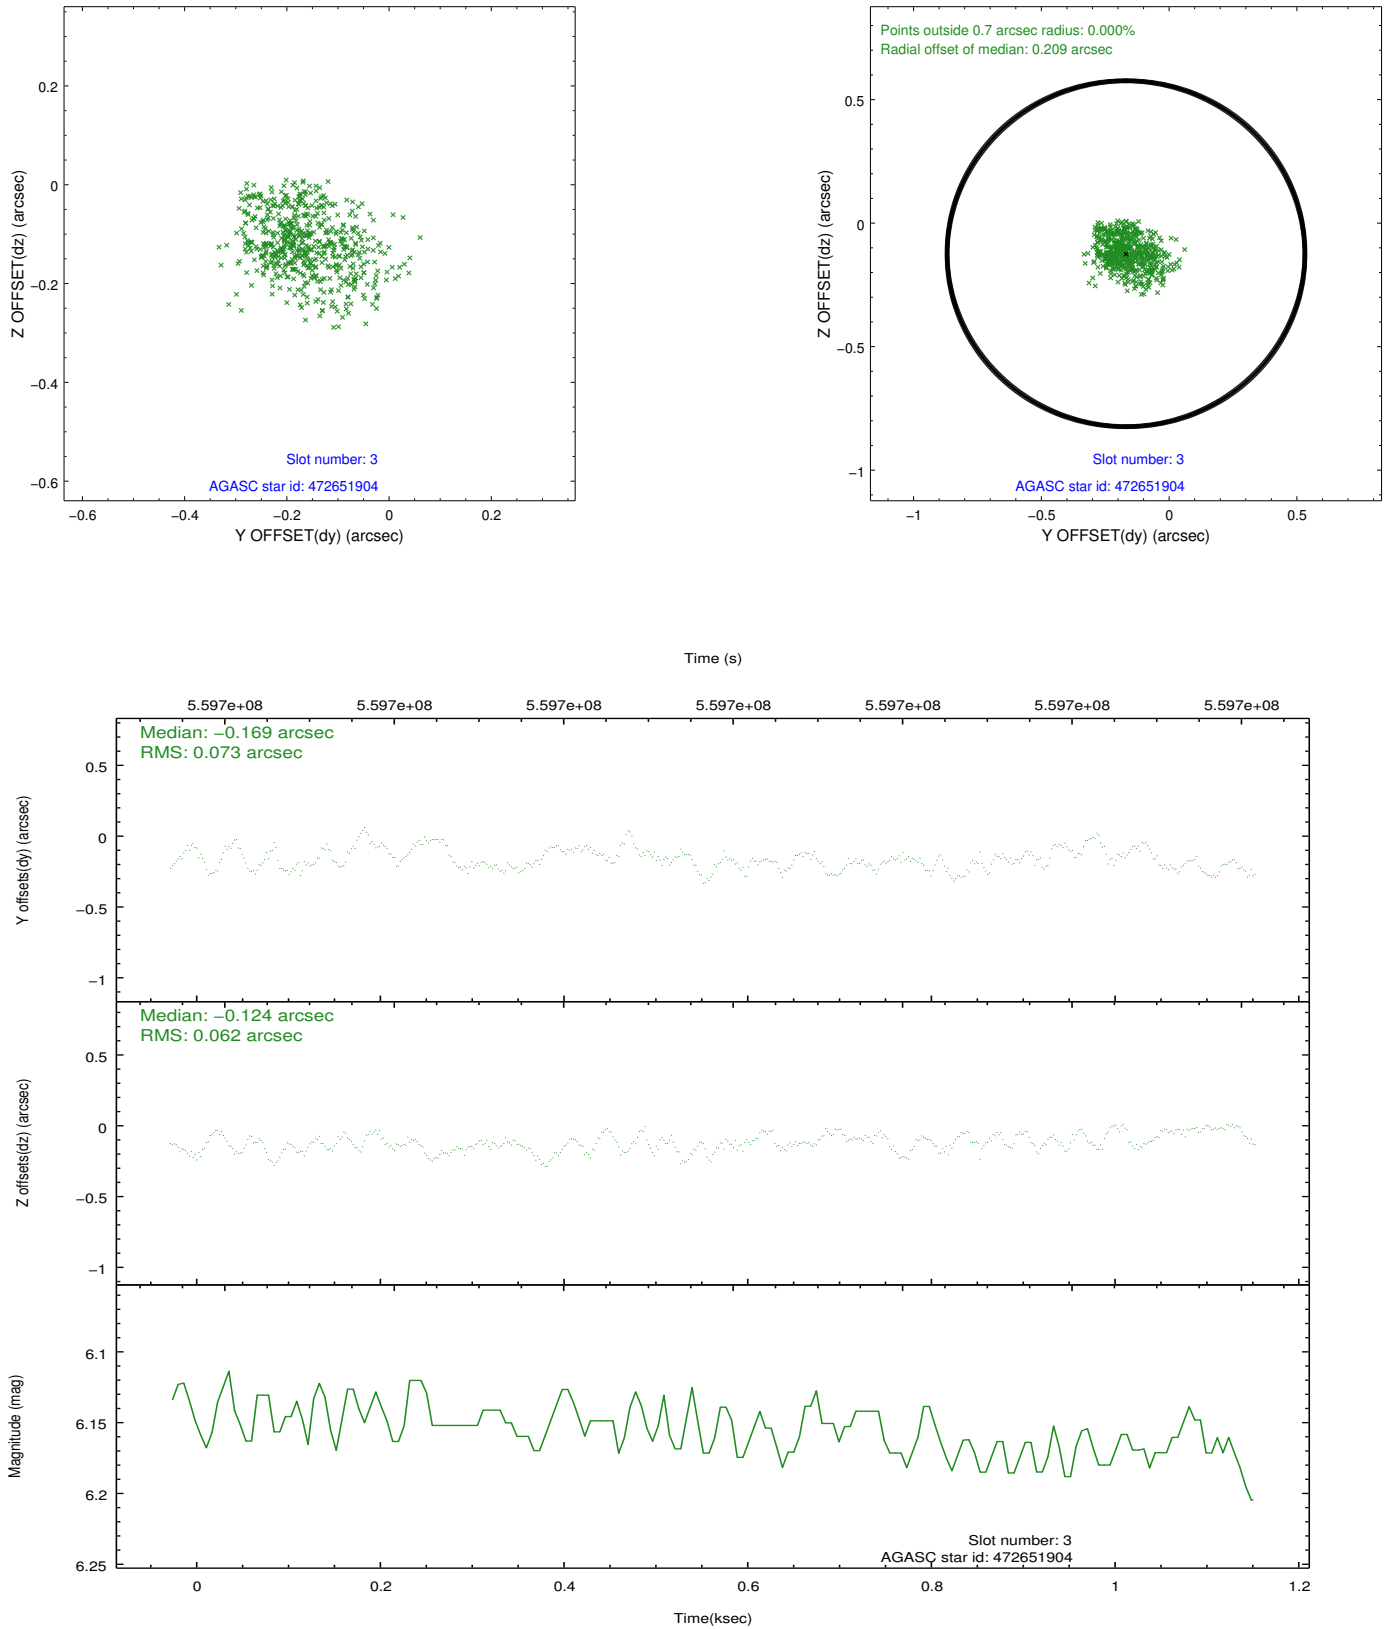 0.2
0
−0.2
−0.4
−0.6
Z OFFSET(dz) (arcsec)
Slot number: 3
AGASC star id: 472651904
−0.6 −0.4 −0.2 0 0.2
Y OFFSET(dy) (arcsec)
Points outside 0.7 arcsec radius: 0.000%
Radial offset of median: 0.209 arcsec
0.5
0
−0.5
−1
Z OFFSET(dz) (arcsec)
Slot number: 3
AGASC star id: 472651904
−1 −0.5 0 0.5
Y OFFSET(dy) (arcsec)
Time (s)
5.597e+08 5.597e+08 5.597e+08 5.597e+08 5.597e+08 5.597e+08 5.597e+08
Median: −0.169 arcsec
RMS: 0.073 arcsec
0.5
0
−0.5
−1
Y offsets(dy) (arcsec)
Median: −0.124 arcsec
RMS: 0.062 arcsec
0.5
0
−0.5
−1
Z offsets(dz) (arcsec)
6.1
6.15
6.2
6.25
Magnitude (mag)
Slot number: 3
AGASC star id: 472651904
0 0.2 0.4 0.6 0.8 1 1.2
Time(ksec)